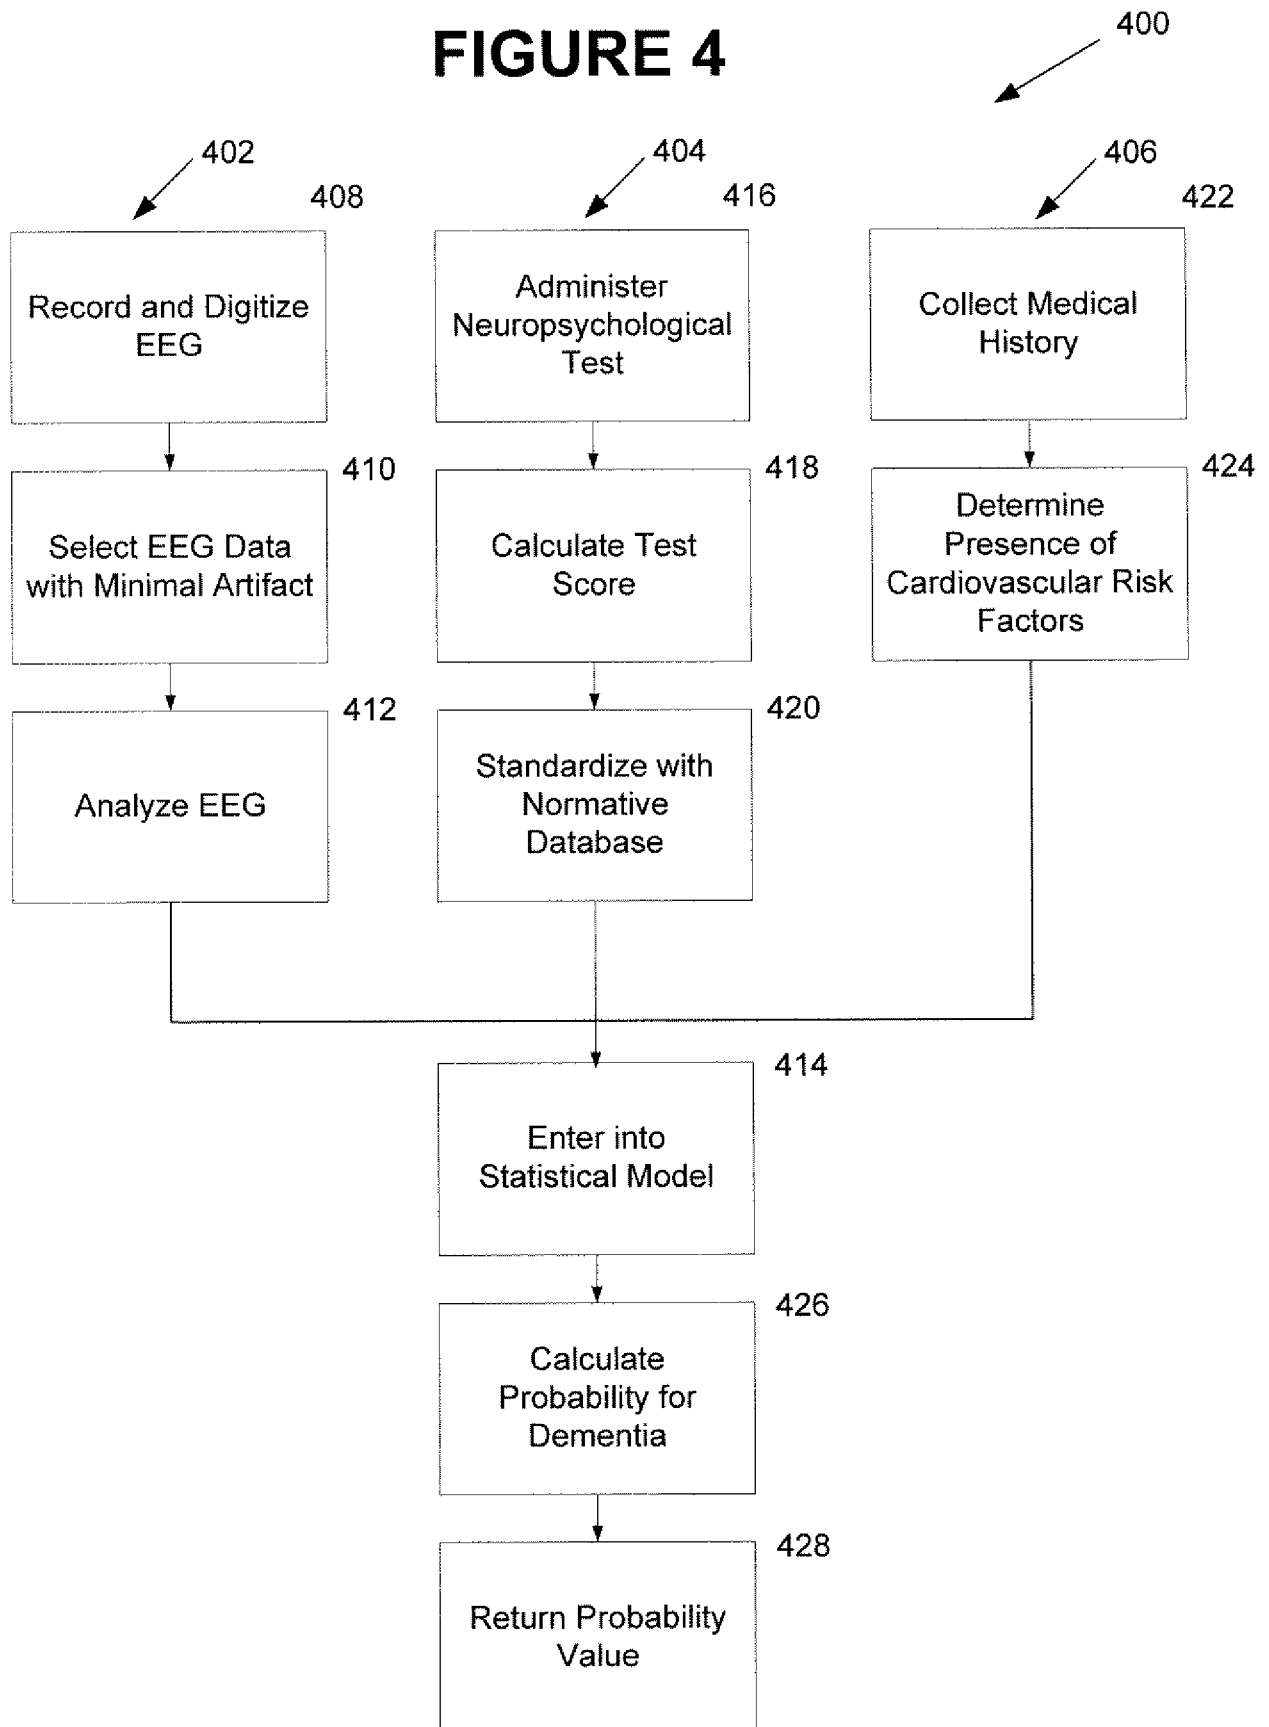 FIGURE 4
400
402
404
406
408
416
422
Record and Digitize
EEG
Administer
Neuropsychological
Test
Collect Medical
History
410
418
424
Select EEG Data
with Minimal Artifact
Calculate Test
Score
Determine
Presence of
Cardiovascular Risk
Factors
412
420
Analyze EEG
Standardize with
Normative
Database
414
Enter into
Statistical Model
426
Calculate
Probability for
Dementia
428
Return Probability
Value